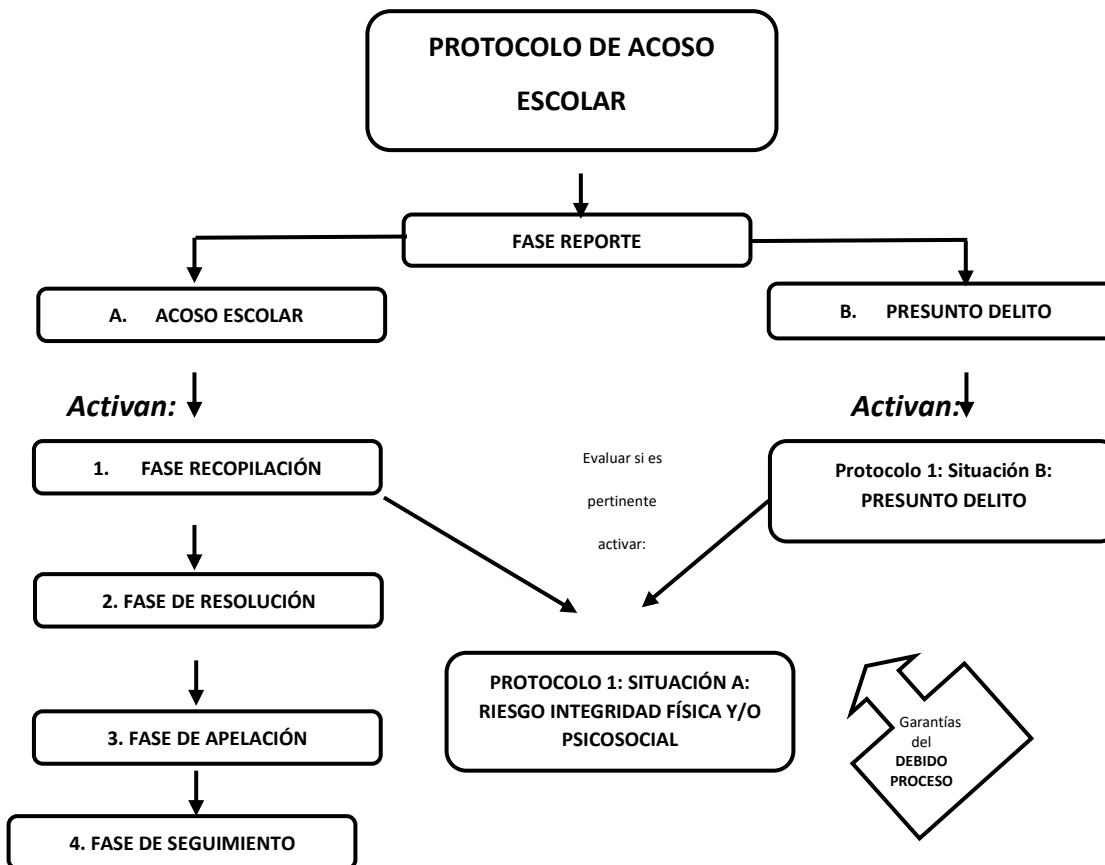 PROTOCOLO DE ACOSO
ESCOLAR
FASE REPORTE
A. ACOSO ESCOLAR
B. PRESUNTO DELITO
Activan:
Activan:
1. FASE RECOPILACIÓN
Evaluar si es
pertinente
activar:
Protocolo 1: Situación B:
PRESUNTO DELITO
2. FASE DE RESOLUCIÓN
PROTOCOLO 1: SITUACIÓN A:
RIESGO INTEGRIDAD FÍSICA Y/O
PSICOSOCIAL
Garantías
del
DEBIDO
PROCESO
3. FASE DE APELACIÓN
4. FASE DE SEGUIMIENTO